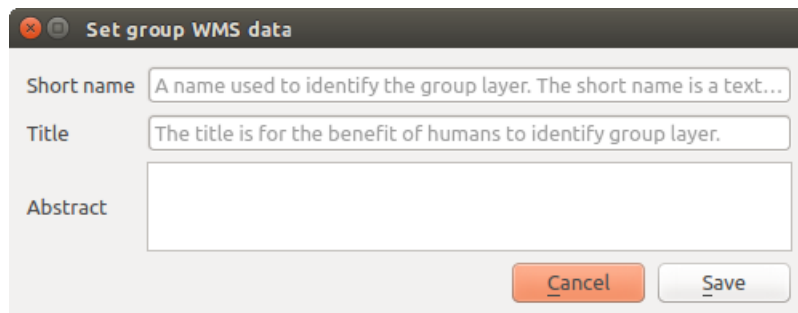 Set group WMS data
Short name A name used to identify the group layer. The short name is a text...
Title The title is for the benefit of humans to identify group layer.
Abstract
Cancel Save